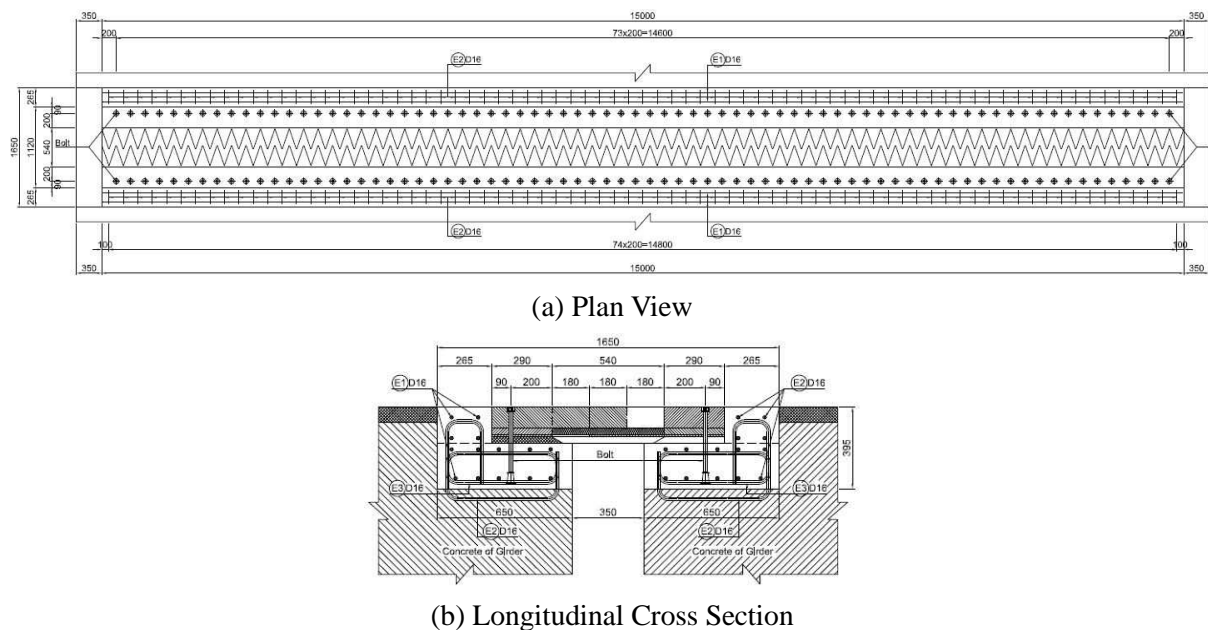 350 15000 350
200 73x200=14600 200
E2 D16 E1 D16
265
90
200
1650
1120
540
Bolt
200
90
265
E2 D16 E1 D16
100 74x200=14800 100
350 15000 350
(a) Plan View
1650
265 290 540 290 265
90 200 180 180 180 200 90
E1 D16 E2 D16
395
Bolt
E3 D16 E3 D16
650 350 650
E2 D16 E2 D16
Concrete of Girder Concrete of Girder
(b) Longitudinal Cross Section